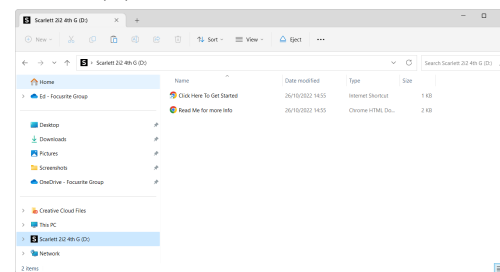 Scarlett 2i2 4th G (D:)
New
Sort
View
Eject
Scarlett 2i2 4th G (D:)
Search Scarlett 2i2 4th G (D:)
Name Date modified Type Size
Home
Click Here To Get Started 26/10/2022 14:55 Internet Shortcut 1 KB
Ed - Focusrite Group
Read Me for more Info 26/10/2022 14:55 Chrome HTML Do... 2 KB
Desktop
Downloads
Pictures
Screenshots
OneDrive - Focusrite Group
Creative Cloud Files
This PC
Scarlett 2i2 4th G (D:)
Network
2 items